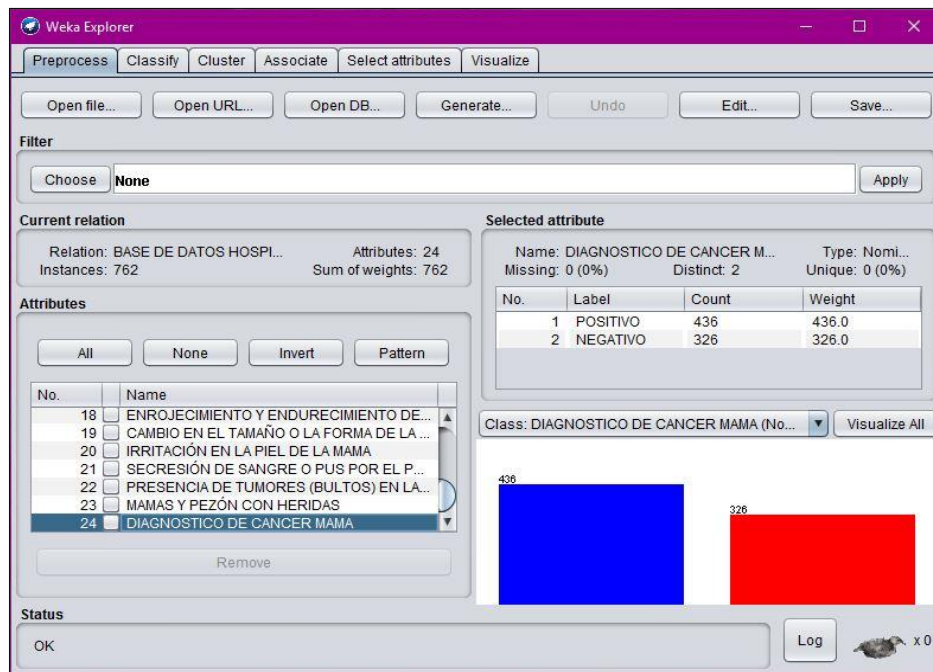 Weka Explorer
Preprocess Classify Cluster Associate Select attributes Visualize
Open file... Open URL... Open DB... Generate... Undo Edit... Save...
Filter
Choose None Apply
Current relation
Relation: BASE DE DATOS HOSPI... Attributes: 24
Instances: 762 Sum of weights: 762
Attributes
All None Invert Pattern
No. Name
18 ENROJECIMIENTO Y ENDURECIMIENTO DE...
19 CAMBIO EN EL TAMAÑO O LA FORMA DE LA ...
20 IRRITACIÓN EN LA PIEL DE LA MAMA
21 SECRESIÓN DE SANGRE O PUS POR EL P...
22 PRESENCIA DE TUMORES (BULTOS) EN LA...
23 MAMAS Y PEZÓN CON HERIDAS
24 DIAGNOSTICO DE CANCER MAMA
Remove
Selected attribute
Name: DIAGNOSTICO DE CANCER M... Type: Nomi...
Missing: 0 (0%) Distinct: 2 Unique: 0 (0%)
No. Label Count Weight
1 POSITIVO 436 436.0
2 NEGATIVO 326 326.0
Class: DIAGNOSTICO DE CANCER MAMA (No... Visualize All
436
326
Status
OK
Log x 0